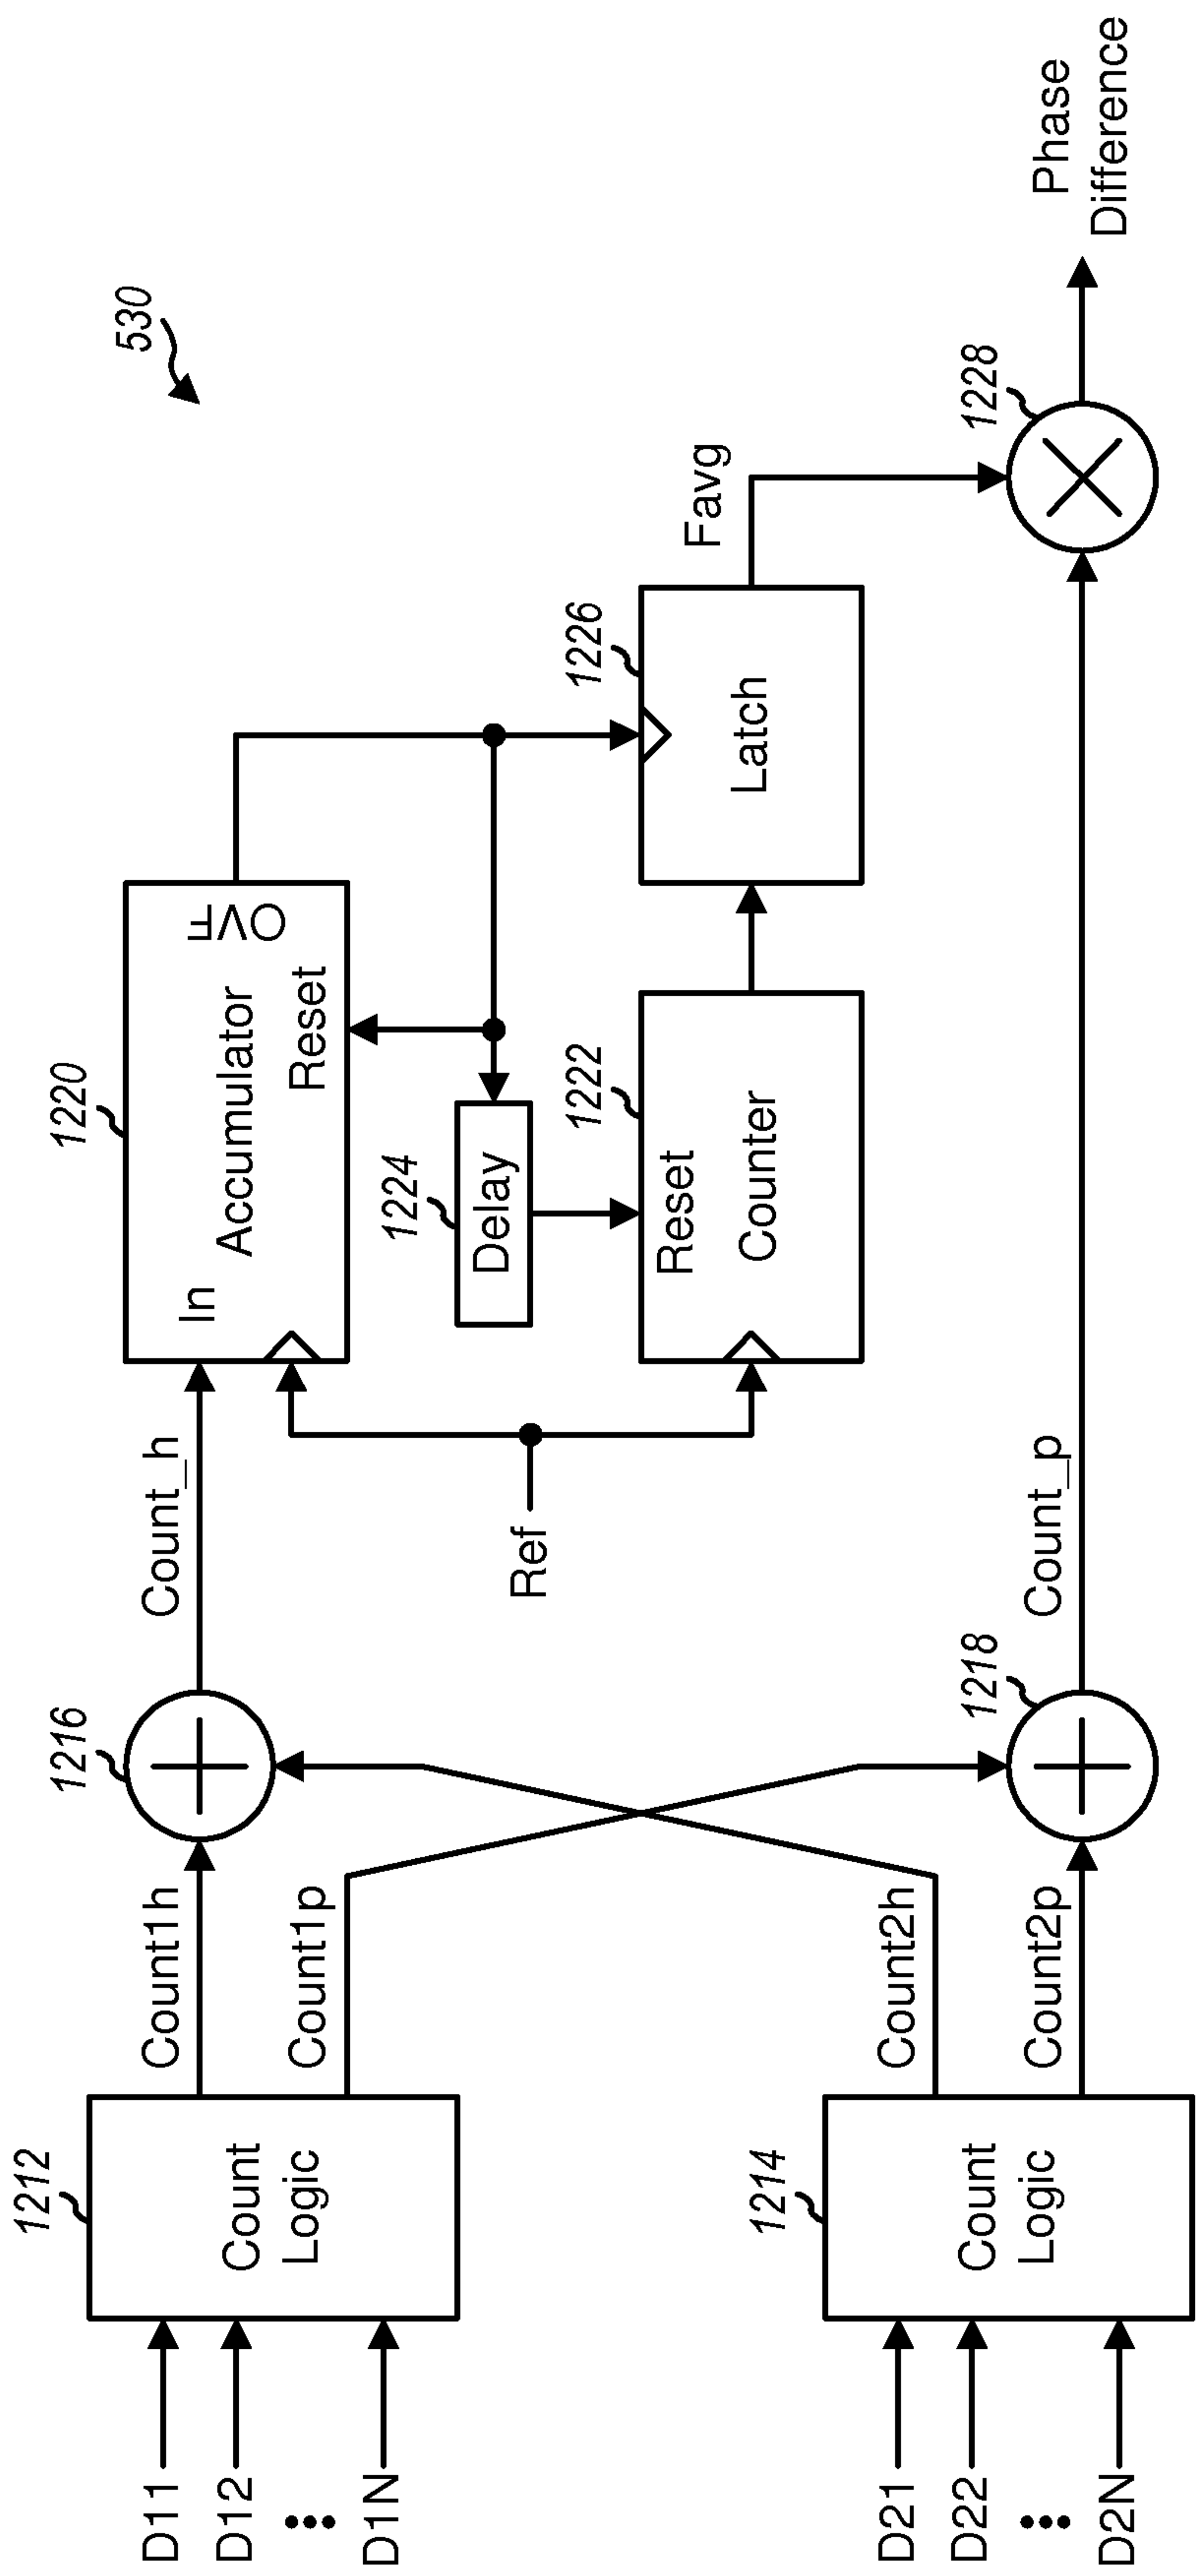 530
1212
D11
D12
D1N
Count
Logic
Count1h
Count1p
1216
Count_h
1220
In
Accumulator
OVF
Reset
Ref
1224
Delay
1222
Reset
Counter
1226
Latch
Favg
1214
D21
D22
D2N
Count
Logic
Count2h
Count2p
1218
Count_p
1228
Phase
Difference